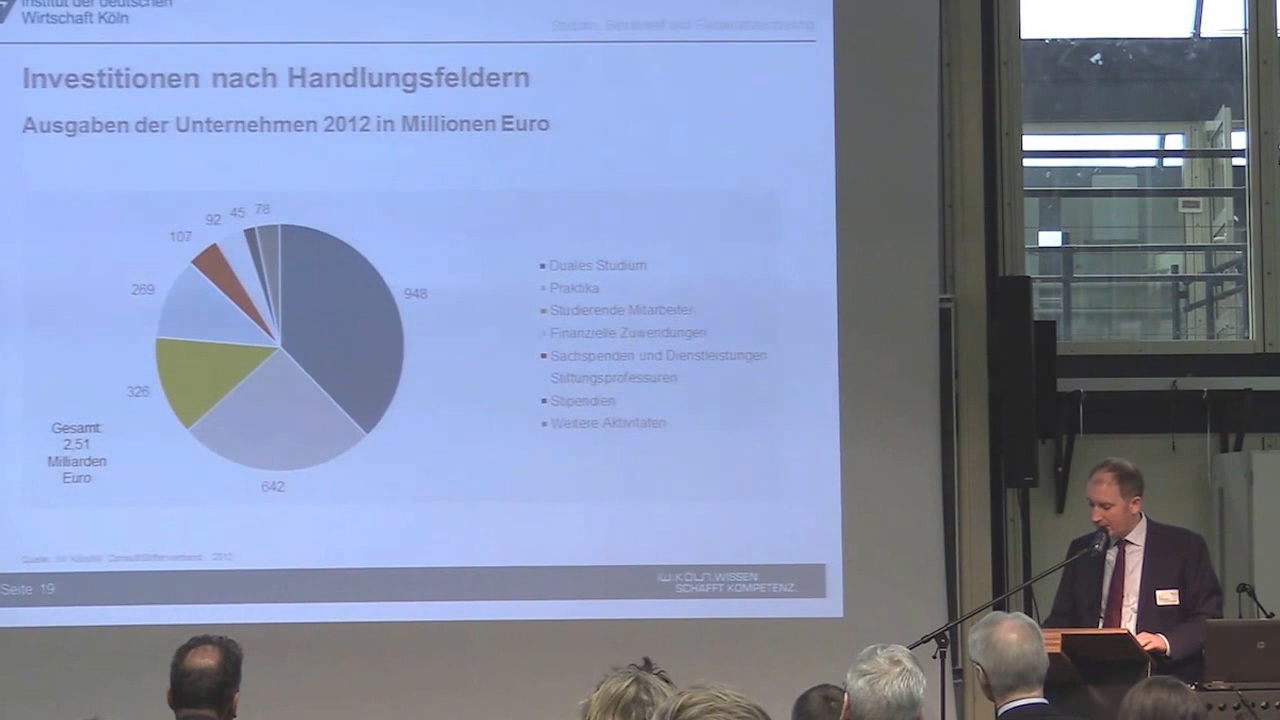 Institut der deutschen
Wirtschaft Köln
Investitionen nach Handlungsfeldern
Ausgaben der Unternehmen 2012 in Millionen Euro
107
92
45
78
269
948
326
642
Gesamt:
2,51
Milliarden
Euro
Duales Studium
Praktika
Studierende Mitarbeiter
Finanzielle Zuwendungen
Sachspenden und Dienstleistungen
Stiftungsprofessuren
Stipendien
Weitere Aktivitäten
2012
Seite 19
IW KÖLN.WISSEN
SCHAFFT KOMPETENZ.